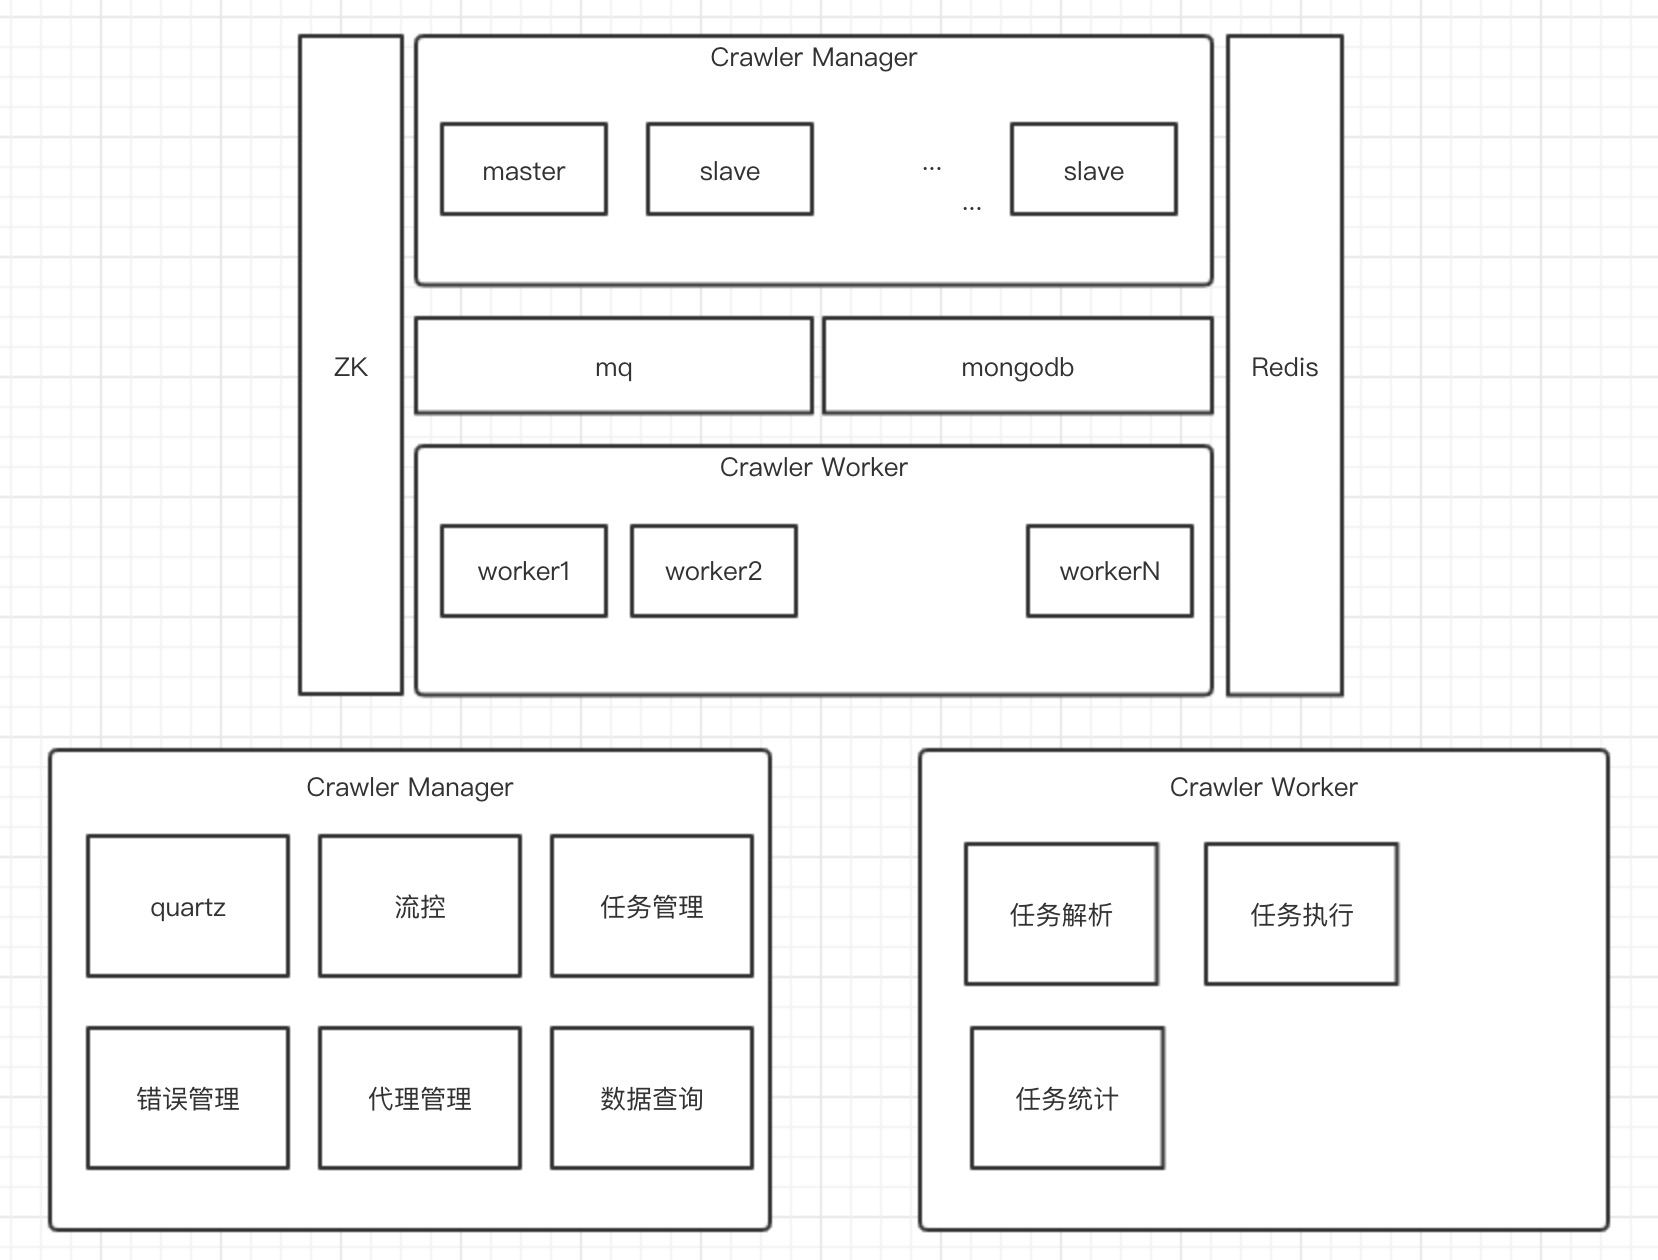 Crawler Manager
master
slave
...
...
slave
ZK
mq
mongodb
Redis
Crawler Worker
worker1
worker2
workerN
Crawler Manager
quartz
流控
任务管理
错误管理
代理管理
数据查询
Crawler Worker
任务解析
任务执行
任务统计